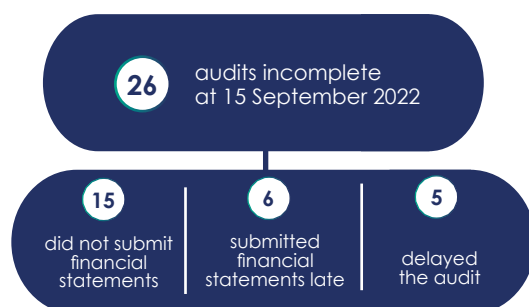 26
audits incomplete
at 15 September 2022
15
did not submit
financial
statements
6
submitted
financial
statements late
5
delayed
the audit